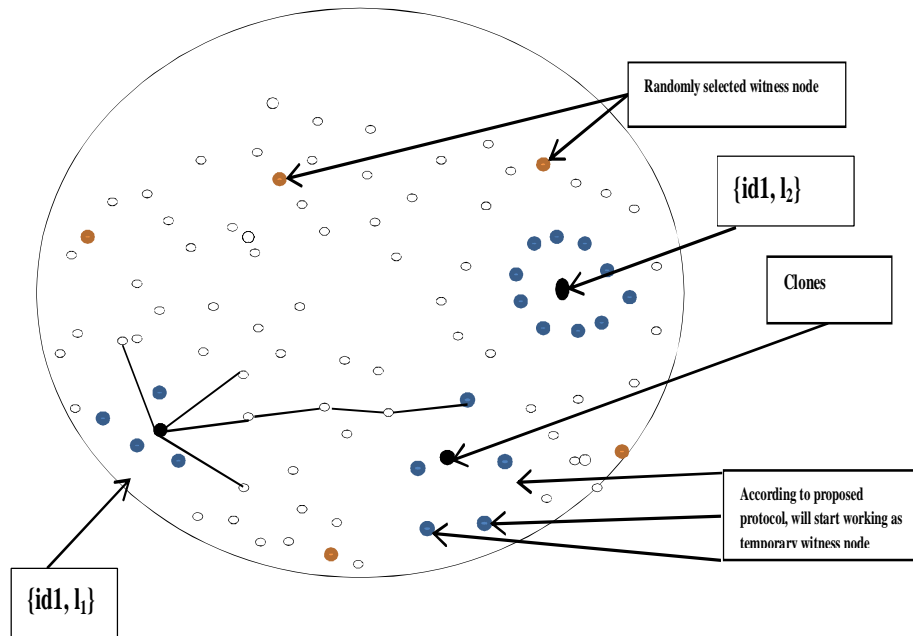 Randomly selected witness node
{id1, l₂}
Clones
According to proposed
protocol, will start working as
temporary witness node
{id1, l₁}